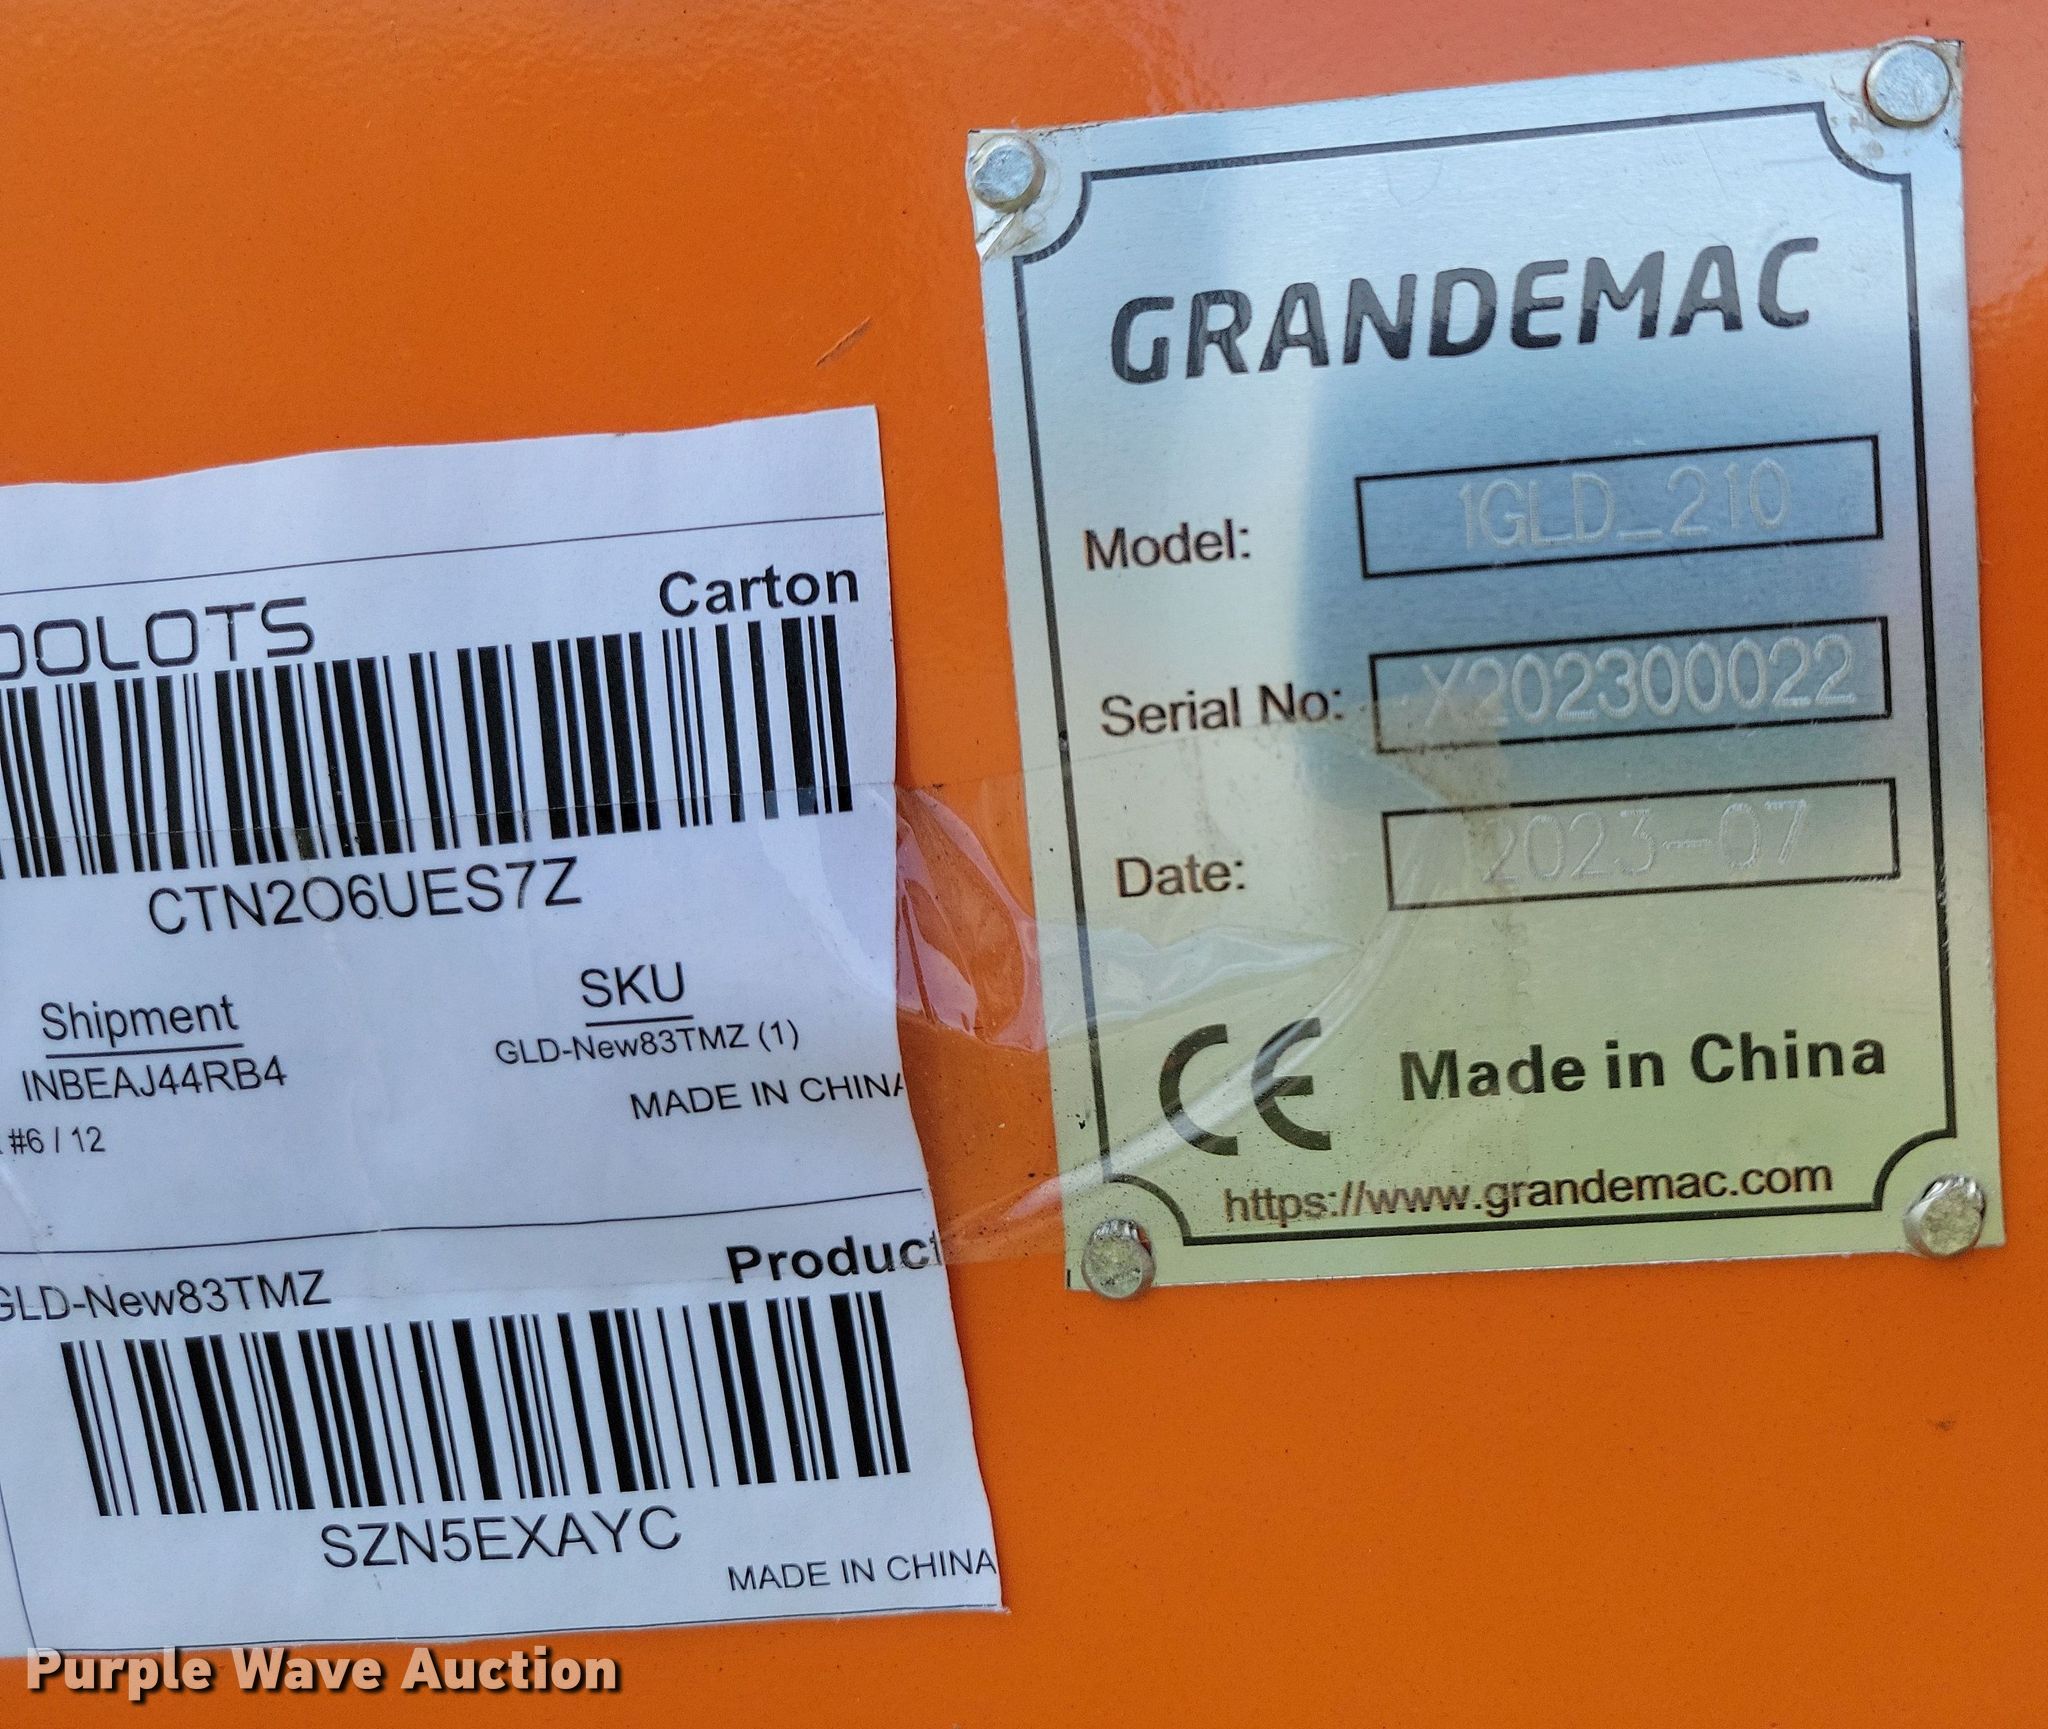 OOLOTS
Carton
CTN2O6UES7Z
Shipment
SKU
INBEAJ44RB4
GLD-New83TMZ (1)
MADE IN CHINA
#6 / 12
Product
GLD-New83TMZ
SZN5EXAYC
MADE IN CHINA
GRANDEMAC
Model: 1GLD_210
Serial No: X202300022
Date: 2023-07
CE Made in China
https://www.grandemac.com
Purple Wave Auction